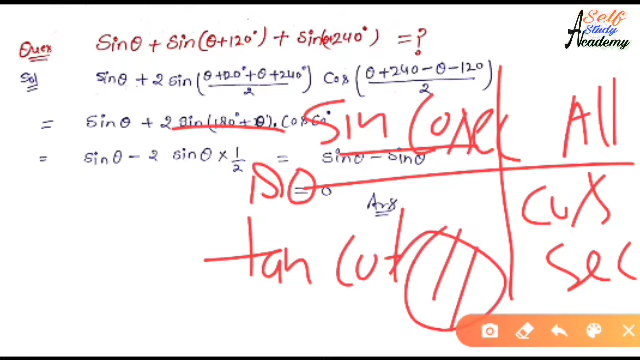 Self
Study
Academy
Ques Sinθ + Sin(θ+120°) + Sin(θ+240°) = ?
Sol Sinθ + 2 Sin(θ+120°+θ+240°/2) Cos(θ+240-θ-120/2)
= Sinθ + 2 Sin(180°+θ). Cos60°
= Sinθ - 2 Sinθ × 1/2 = Sinθ - Sinθ
= 0 Ans
Sin Cosec All
180
tan cot Cos
Sec